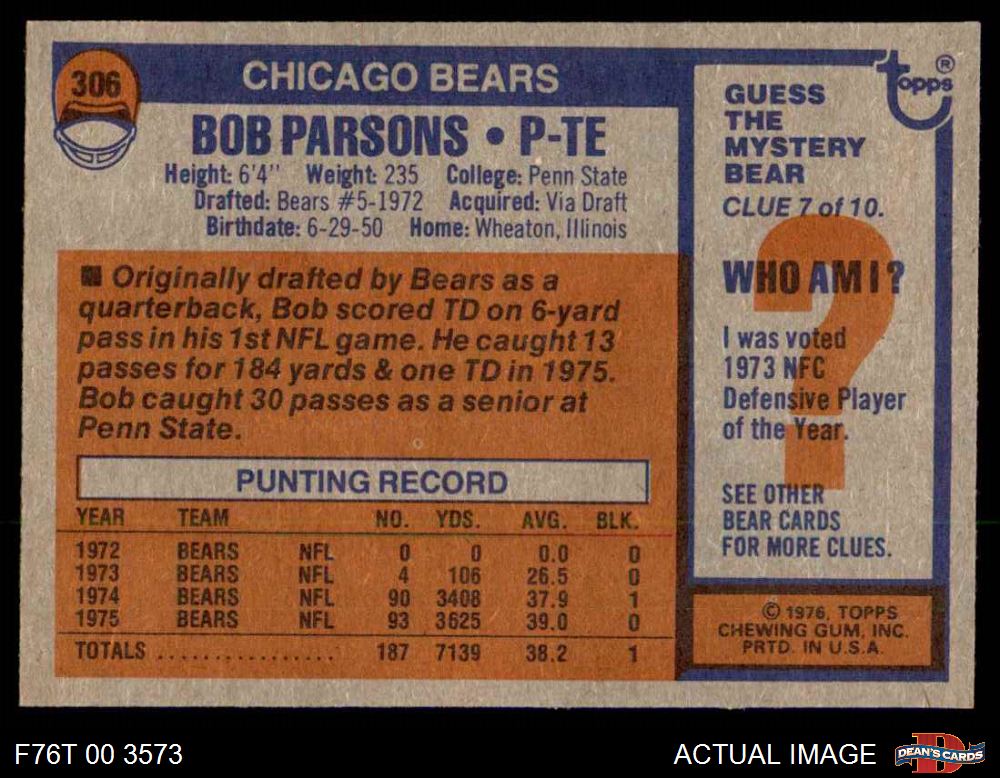 306
CHICAGO BEARS
BOB PARSONS • P-TE
Height: 6'4" Weight: 235 College: Penn State
Drafted: Bears #5-1972 Acquired: Via Draft
Birthdate: 6-29-50 Home: Wheaton, Illinois
Originally drafted by Bears as a
quarterback, Bob scored TD on 6-yard
pass in his 1st NFL game. He caught 13
passes for 184 yards & one TD in 1975.
Bob caught 30 passes as a senior at
Penn State.
PUNTING RECORD
YEAR TEAM NO. YDS. AVG. BLK.
1972 BEARS NFL 0 0 0.0 0
1973 BEARS NFL 4 106 26.5 0
1974 BEARS NFL 90 3408 37.9 1
1975 BEARS NFL 93 3625 39.0 0
TOTALS ................. 187 7139 38.2 1
topps ®
GUESS
THE
MYSTERY
BEAR
CLUE 7 of 10.
?
WHO AM I?
I was voted
1973 NFC
Defensive Player
of the Year.
SEE OTHER
BEAR CARDS
FOR MORE CLUES.
© 1976, TOPPS
CHEWING GUM, INC.
PRTD. IN U.S.A.
F76T 00 3573
ACTUAL IMAGE
D
DEAN'S CARDS